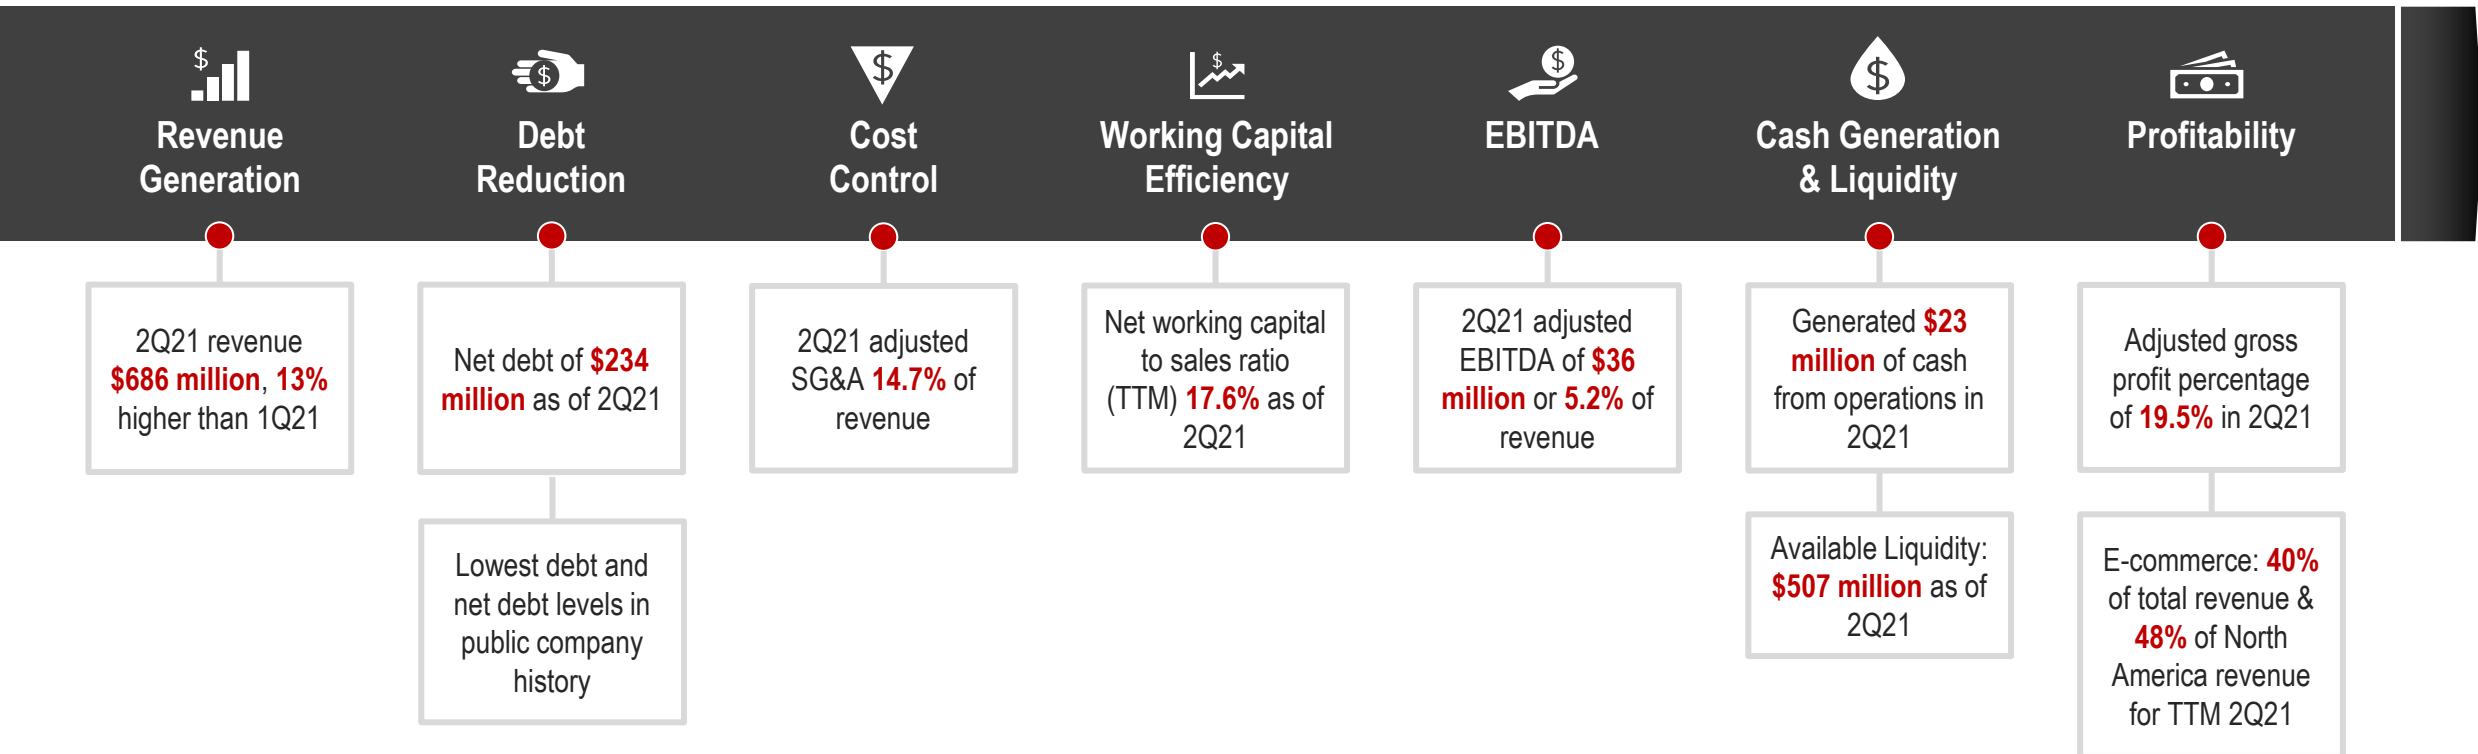 Revenue
Generation
2Q21 revenue
$686 million, 13%
higher than 1Q21
Debt
Reduction
Net debt of $234
million as of 2Q21
Lowest debt and
net debt levels in
public company
history
Cost
Control
2Q21 adjusted
SG&A 14.7% of
revenue
Working Capital
Efficiency
Net working capital
to sales ratio
(TTM) 17.6% as of
2Q21
EBITDA
2Q21 adjusted
EBITDA of $36
million or 5.2% of
revenue
Cash Generation
& Liquidity
Generated $23
million of cash
from operations in
2Q21
Available Liquidity:
$507 million as of
2Q21
Profitability
Adjusted gross
profit percentage
of 19.5% in 2Q21
E-commerce: 40%
of total revenue &
48% of North
America revenue
for TTM 2Q21